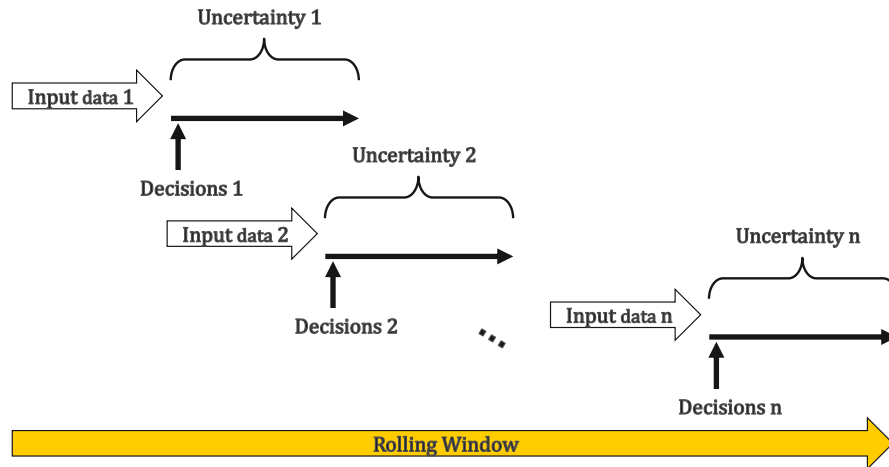 Uncertainty 1
Input data 1
Decisions 1
Uncertainty 2
Input data 2
Decisions 2
Uncertainty n
Input data n
Decisions n
Rolling Window